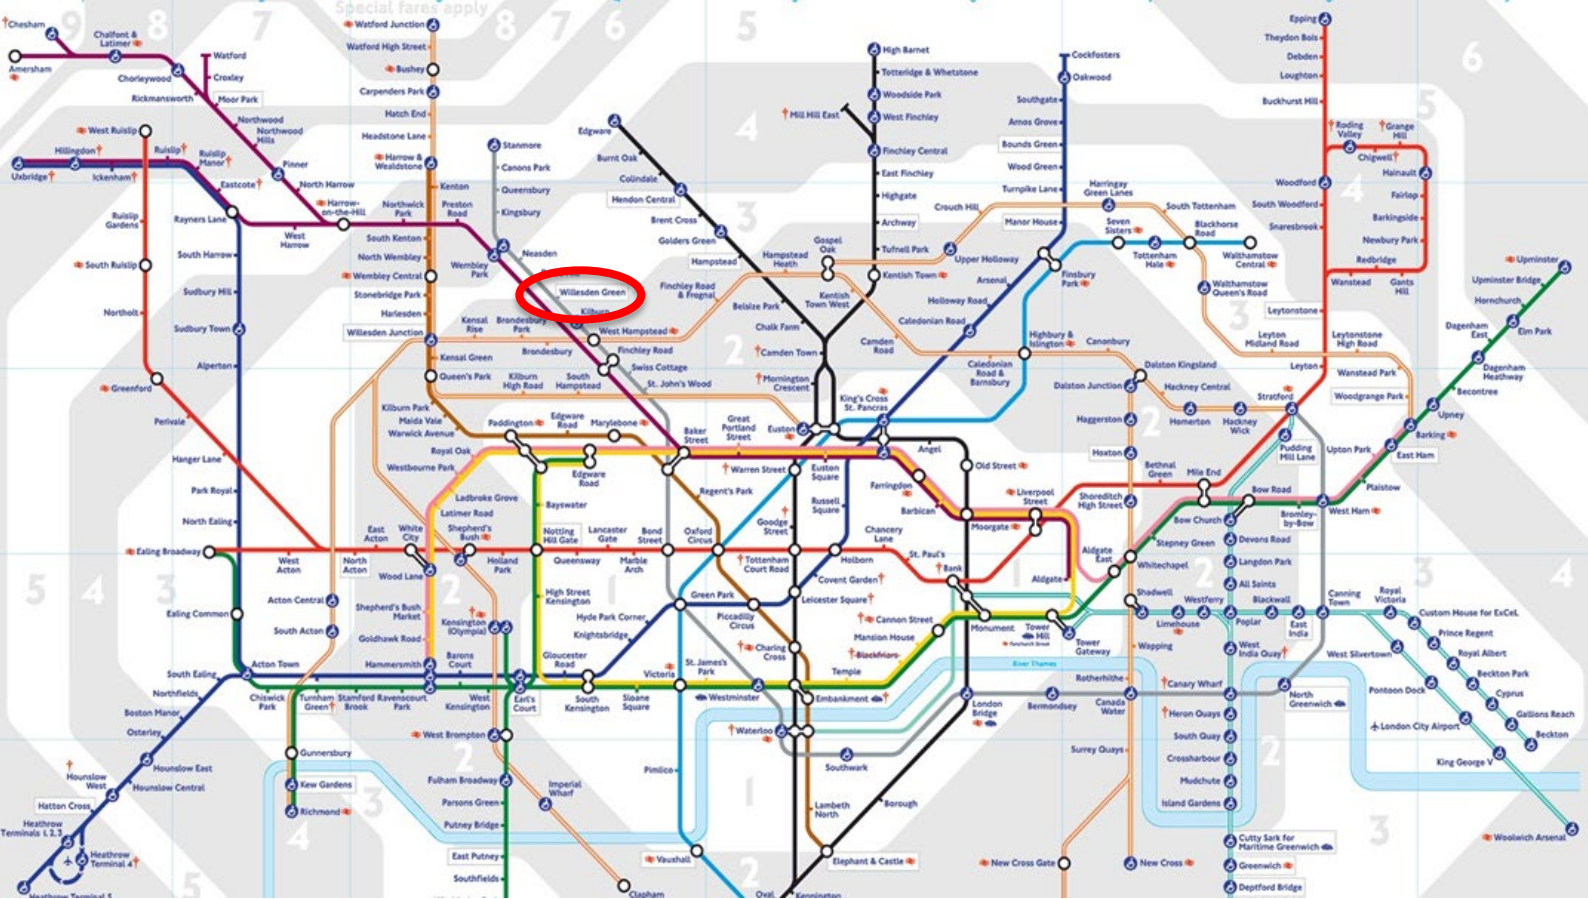 Special fares apply
Chesham
Chalfont &
Latimer
Amersham
Chorleywood
Rickmansworth
Watford
Croxley
Moor Park
Northwood
Northwood
Hills
Pinner
North Harrow
Harrow-
on-the-Hill
Northwick
Park
Preston
Road
West Ruislip
Hillingdon
Ruislip
Ruislip
Manor
Uxbridge
Ickenham
Eastcote
Rayners Lane
West
Harrow
Ruislip
Gardens
South Ruislip
Northolt
Greenford
Perivale
Hanger Lane
South Harrow
Sudbury Hill
Sudbury Town
Alperton
Park Royal
North Ealing
Ealing Broadway
West
Acton
North
Acton
East
Acton
White
City
Wood Lane
Shepherd's
Bush
Holland
Park
Ealing Common
Acton Central
South Acton
South Ealing
Acton Town
Northfields
Boston Manor
Osterley
Hounslow East
Hounslow Central
Hounslow
West
Hatton Cross
Heathrow
Terminals 1, 2, 3
Heathrow
Terminal 4
Heathrow Terminal 5
Watford Junction
Watford High Street
Bushey
Carpenders Park
Hatch End
Headstone Lane
Harrow &
Wealdstone
Kenton
South Kenton
North Wembley
Wembley Central
Stonebridge Park
Harlesden
Willesden Junction
Kensal Green
Queen's Park
Kilburn Park
Maida Vale
Warwick Avenue
Royal Oak
Westbourne Park
Ladbroke Grove
Latimer Road
Shepherd's Bush
Market
Goldhawk Road
Hammersmith
Stanmore
Canons Park
Queensbury
Kingsbury
Wembley
Park
Neasden
Willesden Green
Kilburn
West Hampstead
Finchley Road
Swiss Cottage
St. John's Wood
Kensal
Rise
Brondesbury
Park
Brondesbury
Kilburn
High Road
South
Hampstead
Finchley Road
& Frognal
Hampstead
Heath
Gospel
Oak
Kentish
Town West
Camden
Road
Caledonian
Road &
Barnsbury
Edgware
Burnt Oak
Colindale
Hendon Central
Brent Cross
Golders Green
Hampstead
Belsize Park
Chalk Farm
Camden Town
Mornington
Crescent
Euston
High Barnet
Totteridge & Whetstone
Woodside Park
West Finchley
Mill Hill East
Finchley Central
East Finchley
Highgate
Archway
Tufnell Park
Kentish Town
Cockfosters
Oakwood
Southgate
Arnos Grove
Bounds Green
Wood Green
Turnpike Lane
Manor House
Finsbury
Park
Arsenal
Holloway Road
Caledonian Road
King's Cross
St. Pancras
Crouch Hill
Upper Holloway
Harringay
Green Lanes
South Tottenham
Seven
Sisters
Blackhorse
Road
Tottenham
Hale
Walthamstow
Central
Walthamstow
Queen's Road
Leyton
Midland Road
Leytonstone
High Road
Wanstead Park
Woodgrange Park
Highbury &
Islington
Canonbury
Dalston Kingsland
Dalston Junction
Hackney Central
Homerton
Hackney
Wick
Stratford
Haggerston
Hoxton
Shoreditch
High Street
Epping
Theydon Bois
Debden
Loughton
Buckhurst Hill
Roding
Valley
Grange
Hill
Chigwell
Hainault
Woodford
Fairlop
South Woodford
Barkingside
Snaresbrook
Newbury Park
Redbridge
Wanstead
Gants
Hill
Leytonstone
Leyton
Upminster
Upminster Bridge
Hornchurch
Elm Park
Dagenham
East
Dagenham
Heathway
Becontree
Upney
Barking
East Ham
Upton Park
Plaistow
West Ham
Bromley-
by-Bow
Bow Road
Bow Church
Pudding
Mill Lane
Mile End
Bethnal
Green
Stepney Green
Whitechapel
Aldgate
East
Aldgate
Liverpool
Street
Moorgate
Barbican
Farringdon
Old Street
Angel
Paddington
Edgware
Road
Marylebone
Baker
Street
Great
Portland
Street
Warren Street
Euston
Square
Edgware
Road
Bayswater
Notting
Hill Gate
Queensway
Lancaster
Gate
Marble
Arch
Bond
Street
Oxford
Circus
Regent's Park
Goodge
Street
Russell
Square
Tottenham
Court Road
Holborn
Chancery
Lane
St. Paul's
Bank
Covent Garden
Leicester Square
High Street
Kensington
Hyde Park Corner
Knightsbridge
Green Park
Piccadilly
Circus
Charing
Cross
Cannon Street
Mansion House
Blackfriars
Temple
Monument
Tower
Hill
Fenchurch Street
Tower
Gateway
River Thames
Kensington
(Olympia)
Barons
Court
Gloucester
Road
Victoria
St. James's
Park
Westminster
Embankment
Chiswick
Park
Turnham
Green
Stamford
Brook
Ravenscourt
Park
West
Kensington
Earl's
Court
South
Kensington
Sloane
Square
Gunnersbury
Kew Gardens
Richmond
West Brompton
Fulham Broadway
Parsons Green
Putney Bridge
East Putney
Southfields
Imperial
Wharf
Clapham
Pimlico
Vauxhall
Oval
Kennington
Waterloo
Southwark
Lambeth
North
Elephant & Castle
Borough
London
Bridge
Bermondsey
Canada
Water
Rotherhithe
Wapping
Shadwell
Surrey Quays
New Cross Gate
New Cross
Devons Road
Langdon Park
All Saints
Limehouse
Westferry
Poplar
Blackwall
East
India
Canning
Town
Royal
Victoria
Custom House for ExCeL
Prince Regent
Royal Albert
Beckton Park
Cyprus
Gallions Reach
Beckton
West Silvertown
Pontoon Dock
London City Airport
King George V
Woolwich Arsenal
West
India Quay
Canary Wharf
North
Greenwich
Heron Quays
South Quay
Crossharbour
Mudchute
Island Gardens
Cutty Sark for
Maritime Greenwich
Greenwich
Deptford Bridge